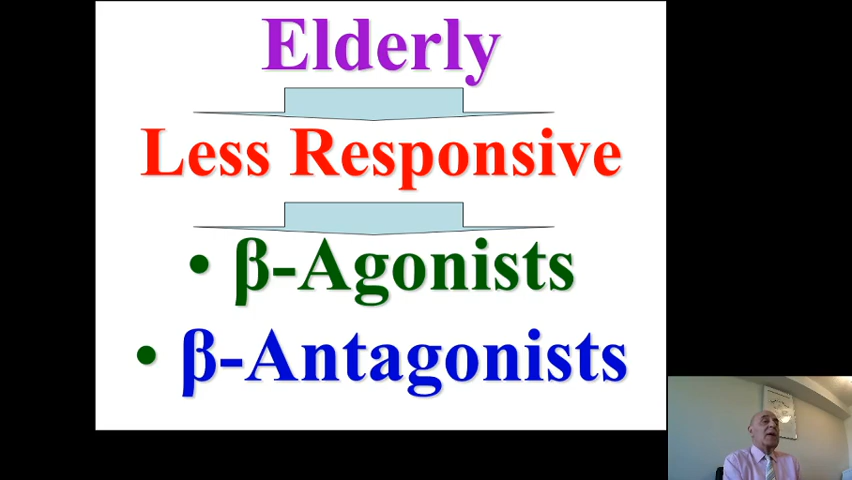 Elderly
Less Responsive
• β-Agonists
• β-Antagonists